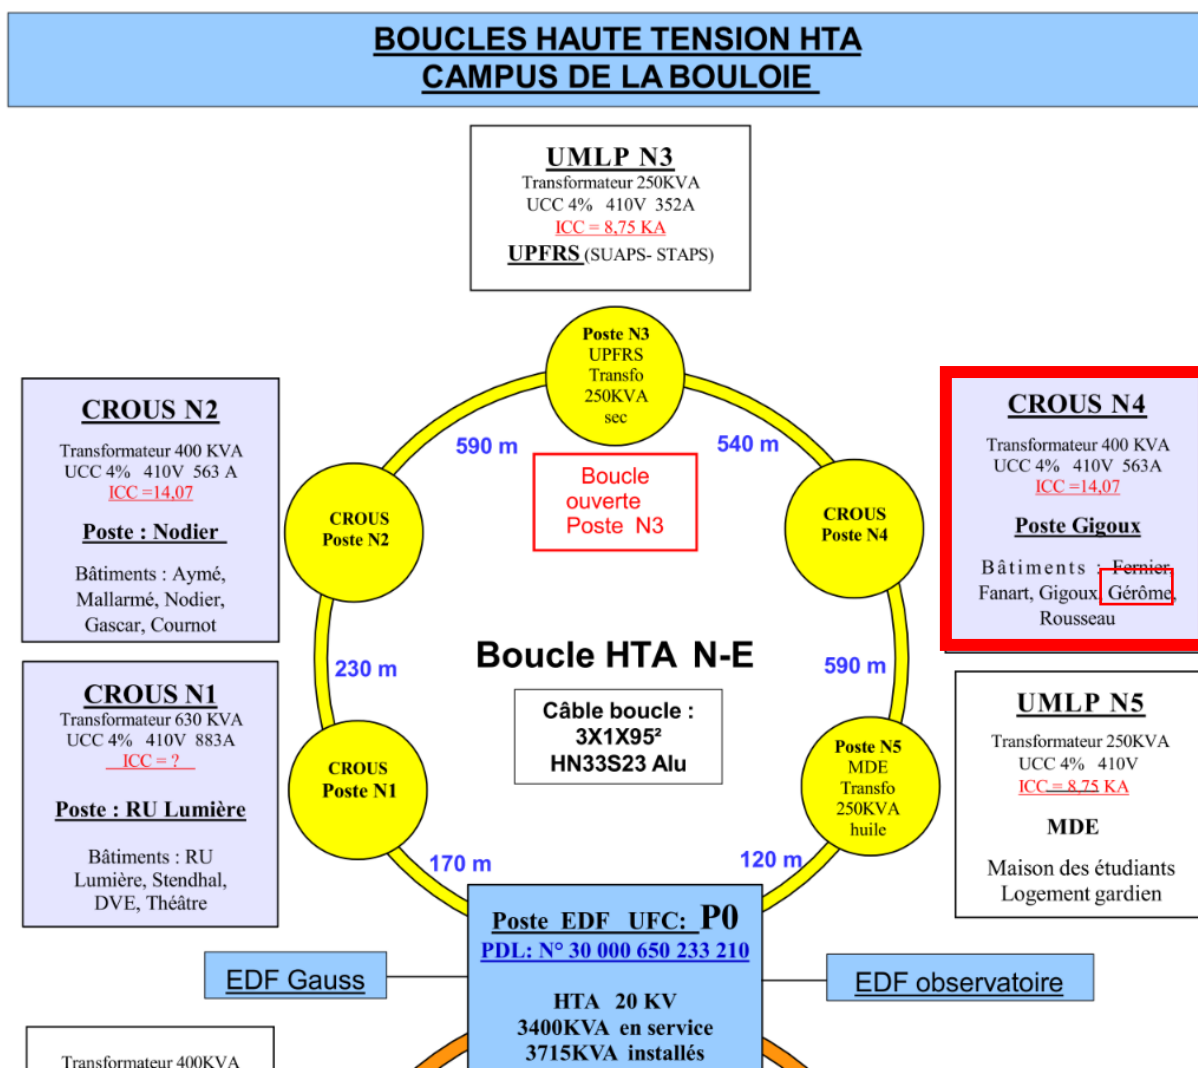 BOUCLES HAUTE TENSION HTA
CAMPUS DE LA BOULOIE
UMLP N3
Transformateur 250KVA
UCC 4% 410V 352A
ICC = 8,75 KA
UPFRS (SUAPS- STAPS)
Poste N3
UPFRS
Transfo
250KVA
sec
590 m
540 m
Boucle
ouverte
Poste N3
CROUS N2
Transformateur 400 KVA
UCC 4% 410V 563 A
ICC =14,07
Poste : Nodier
Bâtiments : Aymé,
Mallarmé, Nodier,
Gascar, Cournot
CROUS
Poste N2
CROUS
Poste N4
CROUS N4
Transformateur 400 KVA
UCC 4% 410V 563A
ICC =14,07
Poste Gigoux
Bâtiments : Fernier,
Fanart, Gigoux, Gérôme,
Rousseau
230 m
Boucle HTA N-E
590 m
Câble boucle :
3X1X95²
HN33S23 Alu
CROUS N1
Transformateur 630 KVA
UCC 4% 410V 883A
ICC = ?
Poste : RU Lumière
Bâtiments : RU
Lumière, Stendhal,
DVE, Théâtre
CROUS
Poste N1
Poste N5
MDE
Transfo
250KVA
huile
UMLP N5
Transformateur 250KVA
UCC 4% 410V
ICC = 8,75 KA
MDE
Maison des étudiants
Logement gardien
170 m
120 m
Poste EDF UFC: P0
PDL: N° 30 000 650 233 210
HTA 20 KV
3400KVA en service
3715KVA installés
EDF Gauss
EDF observatoire
Transformateur 400KVA